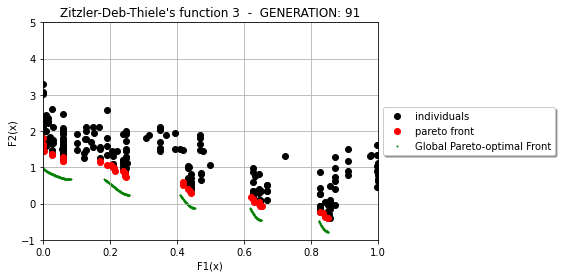 Zitzler-Deb-Thiele's function 3 - GENERATION: 91
5
4
3
2
1
0
−1
F2(x)
0.0 0.2 0.4 0.6 0.8 1.0
F1(x)
individuals
pareto front
Global Pareto-optimal Front